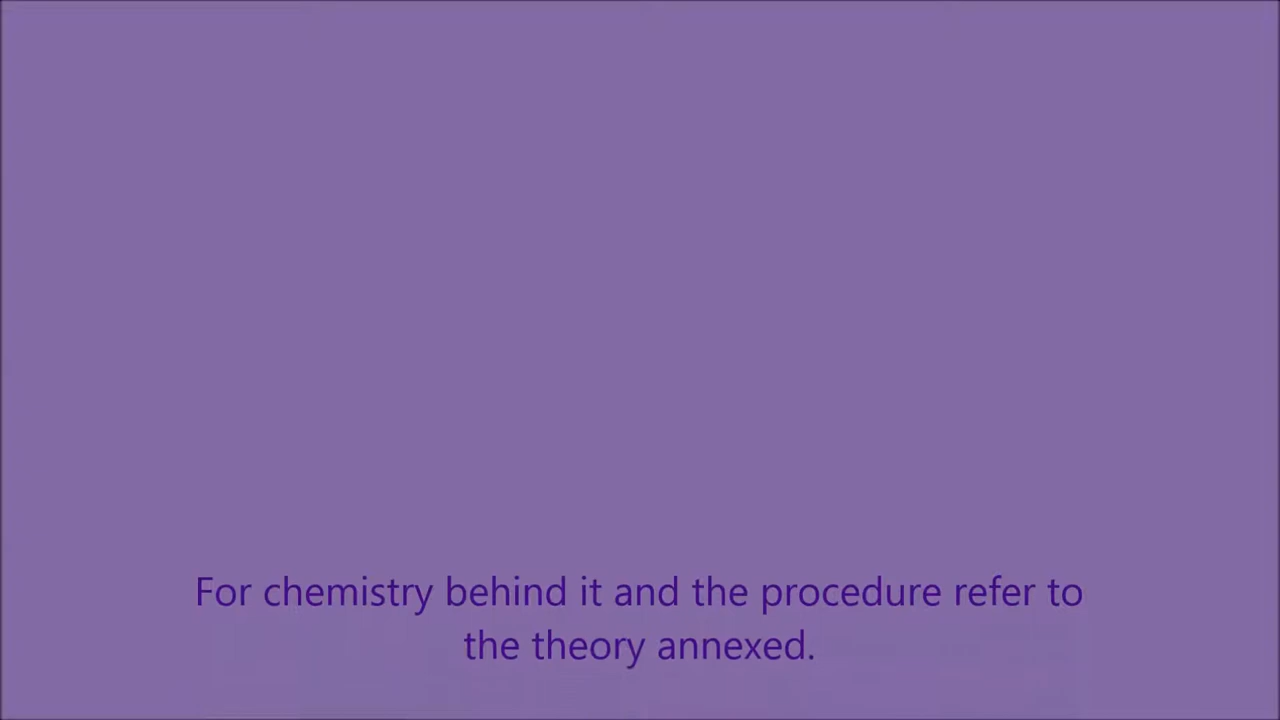 For chemistry behind it and the procedure refer to
the theory annexed.